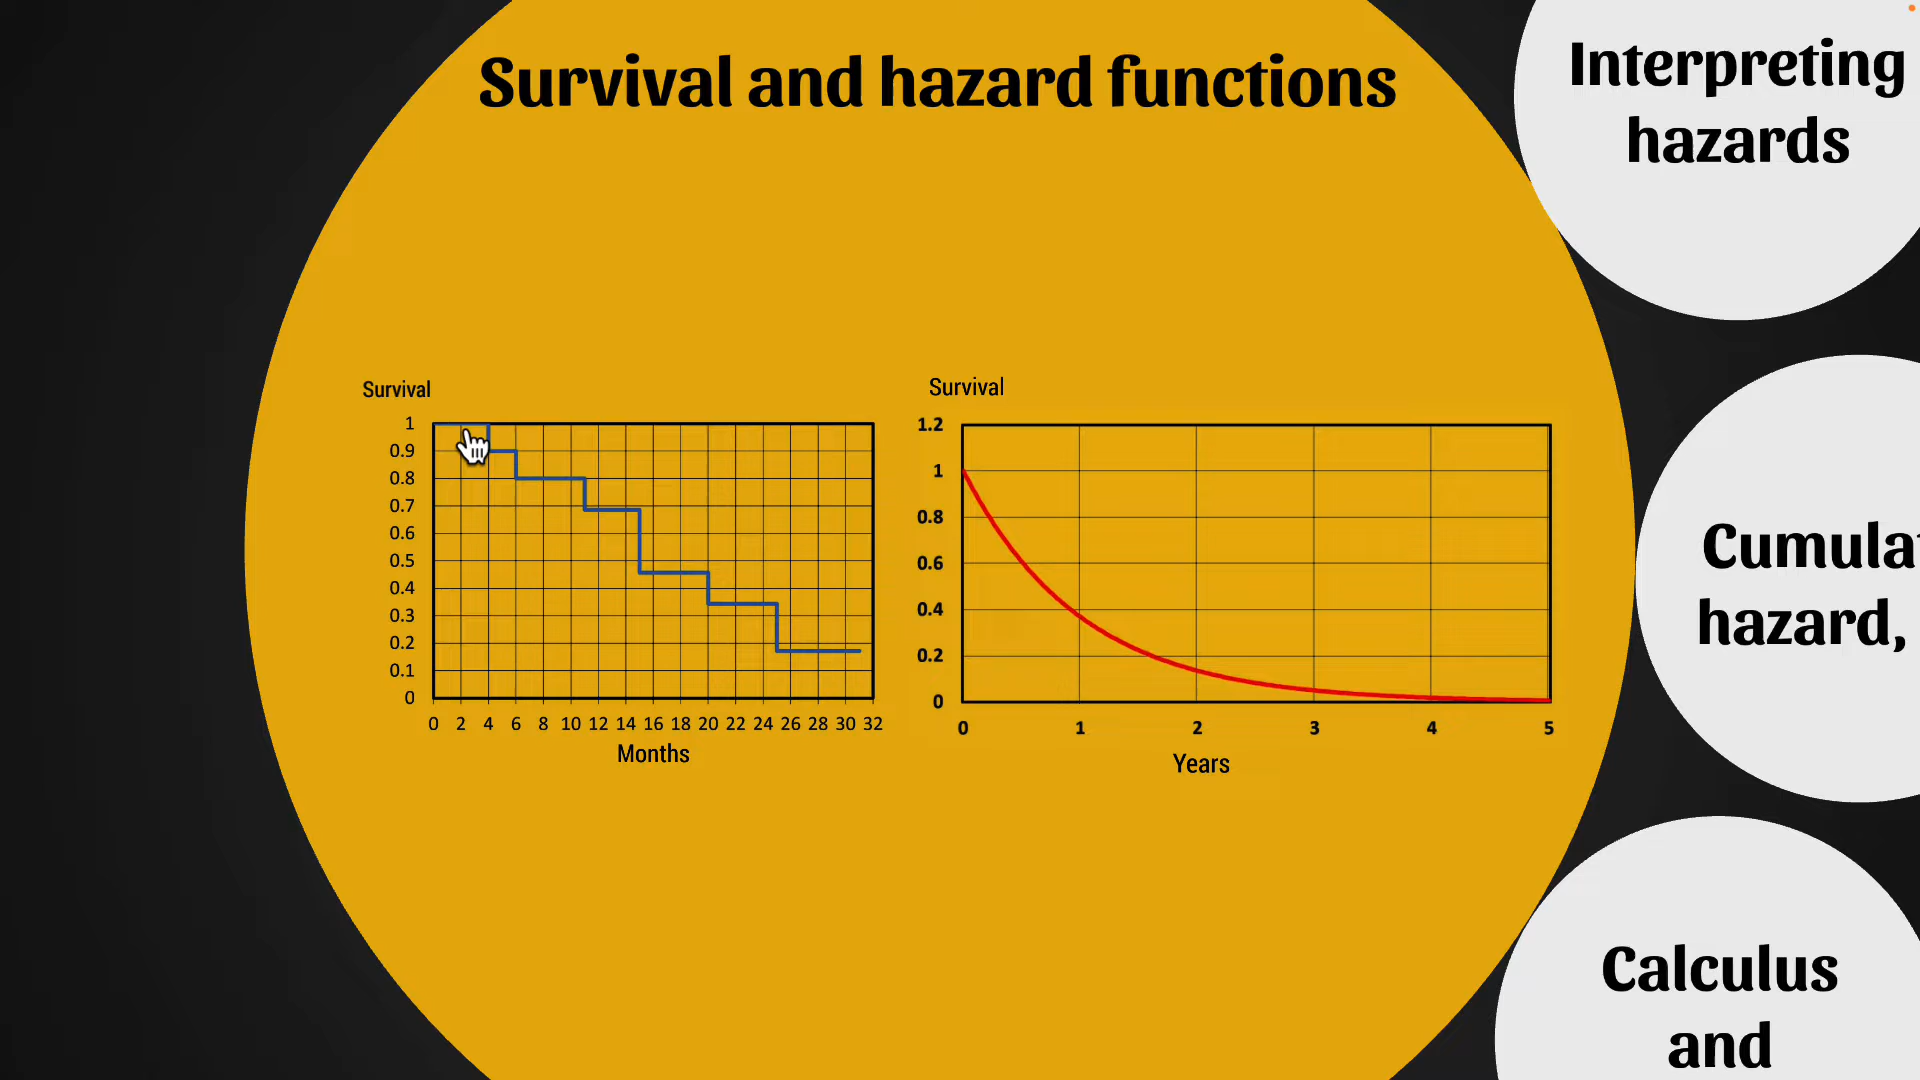 Survival and hazard functions
Interpreting
hazards
Survival
1
0.9
0.8
0.7
0.6
0.5
0.4
0.3
0.2
0.1
0
0 2 4 6 8 10 12 14 16 18 20 22 24 26 28 30 32
Months
Survival
1.2
1
0.8
0.6
0.4
0.2
0
0 1 2 3 4 5
Years
Cumula
hazard,
Calculus
and